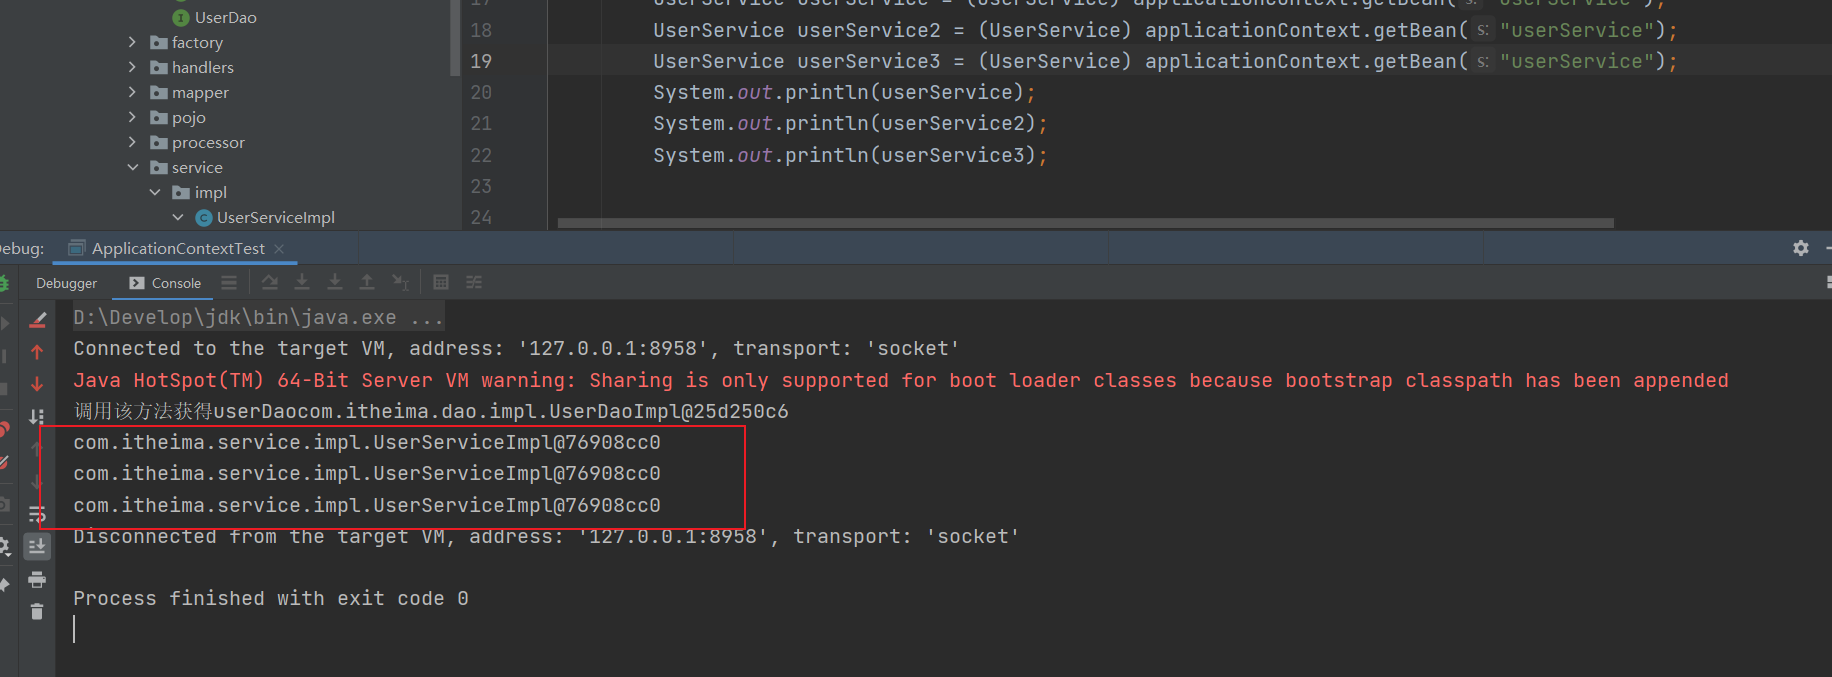 UserDao
factory
handlers
mapper
pojo
processor
service
impl
UserServiceImpl
17 UserService userService = (UserService) applicationContext.getBean( s: "userService");
18 UserService userService2 = (UserService) applicationContext.getBean( s: "userService");
19 UserService userService3 = (UserService) applicationContext.getBean( s: "userService");
20 System.out.println(userService);
21 System.out.println(userService2);
22 System.out.println(userService3);
23
24
ebug: ApplicationContextTest
Debugger Console
D:\Develop\jdk\bin\java.exe ...
Connected to the target VM, address: '127.0.0.1:8958', transport: 'socket'
Java HotSpot(TM) 64-Bit Server VM warning: Sharing is only supported for boot loader classes because bootstrap classpath has been appended
调用该方法获得userDaocom.itheima.dao.impl.UserDaoImpl@25d250c6
com.itheima.service.impl.UserServiceImpl@76908cc0
com.itheima.service.impl.UserServiceImpl@76908cc0
com.itheima.service.impl.UserServiceImpl@76908cc0
Disconnected from the target VM, address: '127.0.0.1:8958', transport: 'socket'
Process finished with exit code 0